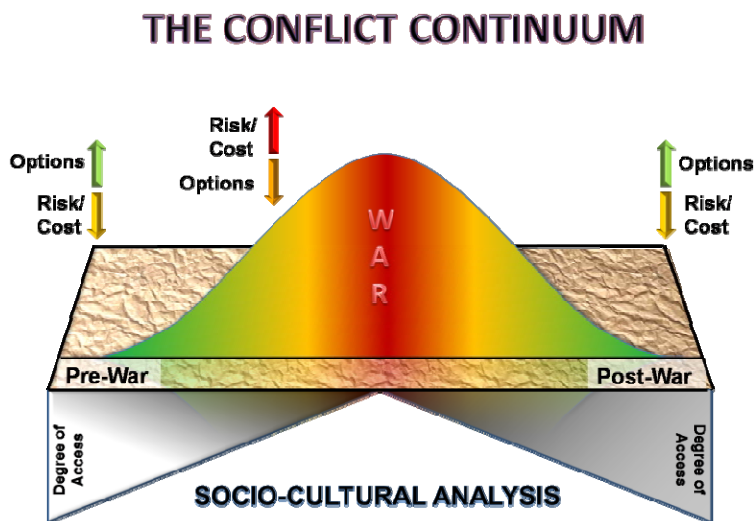 THE CONFLICT CONTINUUM
Options
Risk/
Cost
Risk/
Cost
Options
Options
Risk/
Cost
W
A
R
Pre-War
Post-War
Degree of
Access
Degree of
Access
SOCIO-CULTURAL ANALYSIS